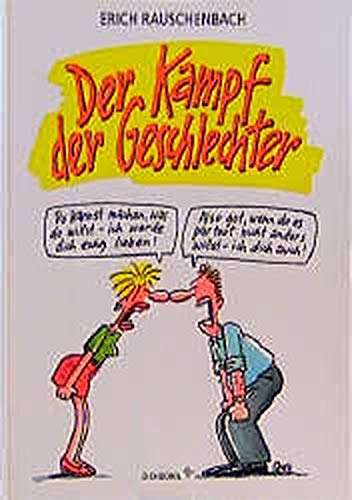 ERICH RAUSCHENBACH
Der Kampf
der Geschlechter
Du kannst machen, was
du willst - ich werde
dich ewig lieben!
Also gut, wenn du es
partout nicht anders
willst - ich dich auch!